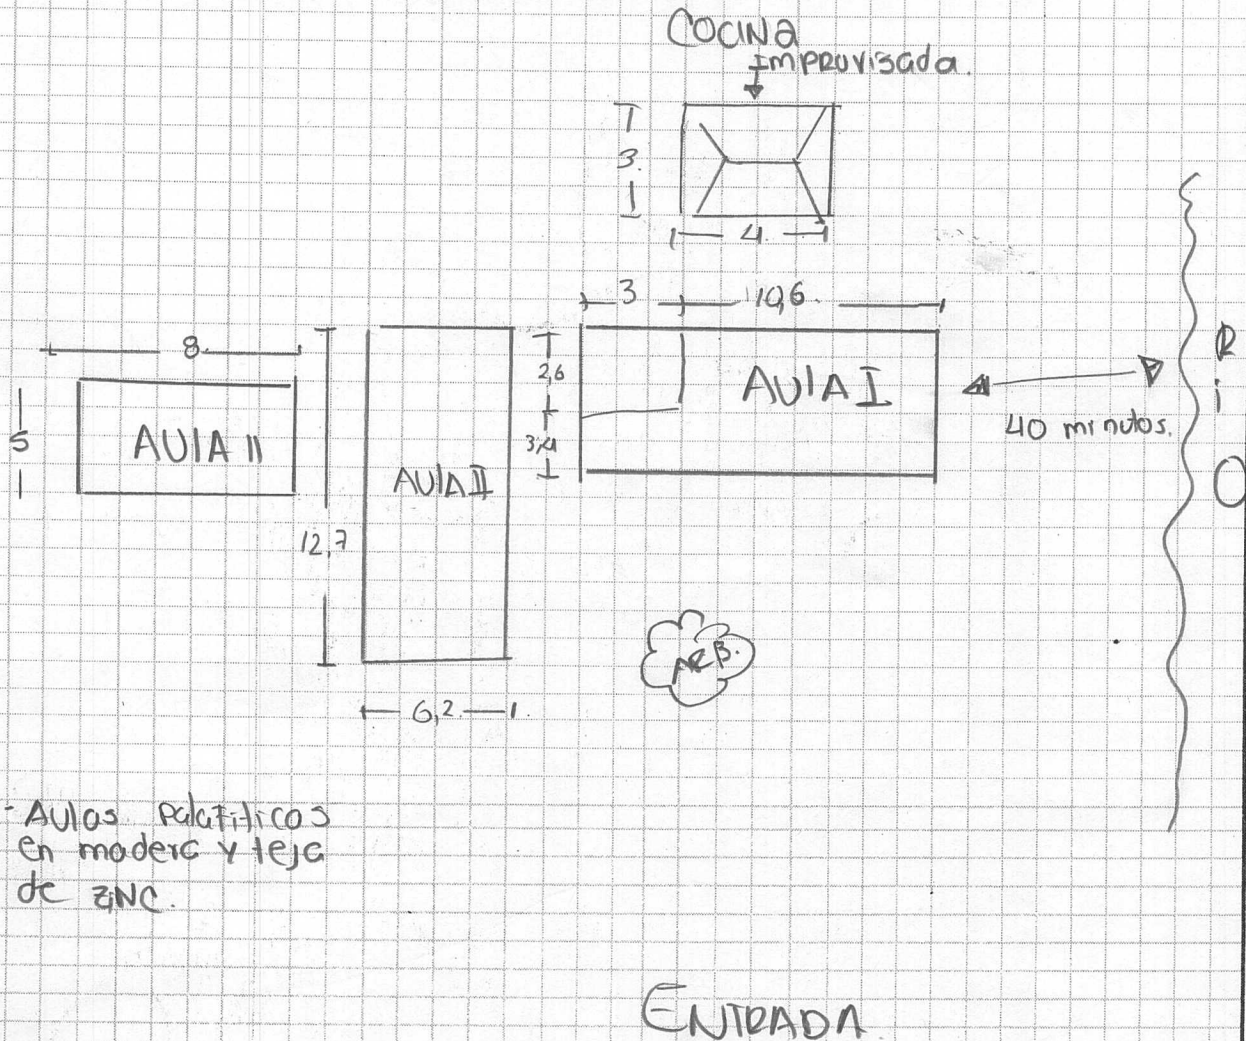 COCINA
Improvisada.
3.
4.
3
10,6.
8
2,6
AULA I
RiO
5
AULA II
3,4
40 minutos.
AULA II
12,7
ARB.
6,2.
- Aulas palafiticos
en madera y teja
de ZINC.
ENTRADA